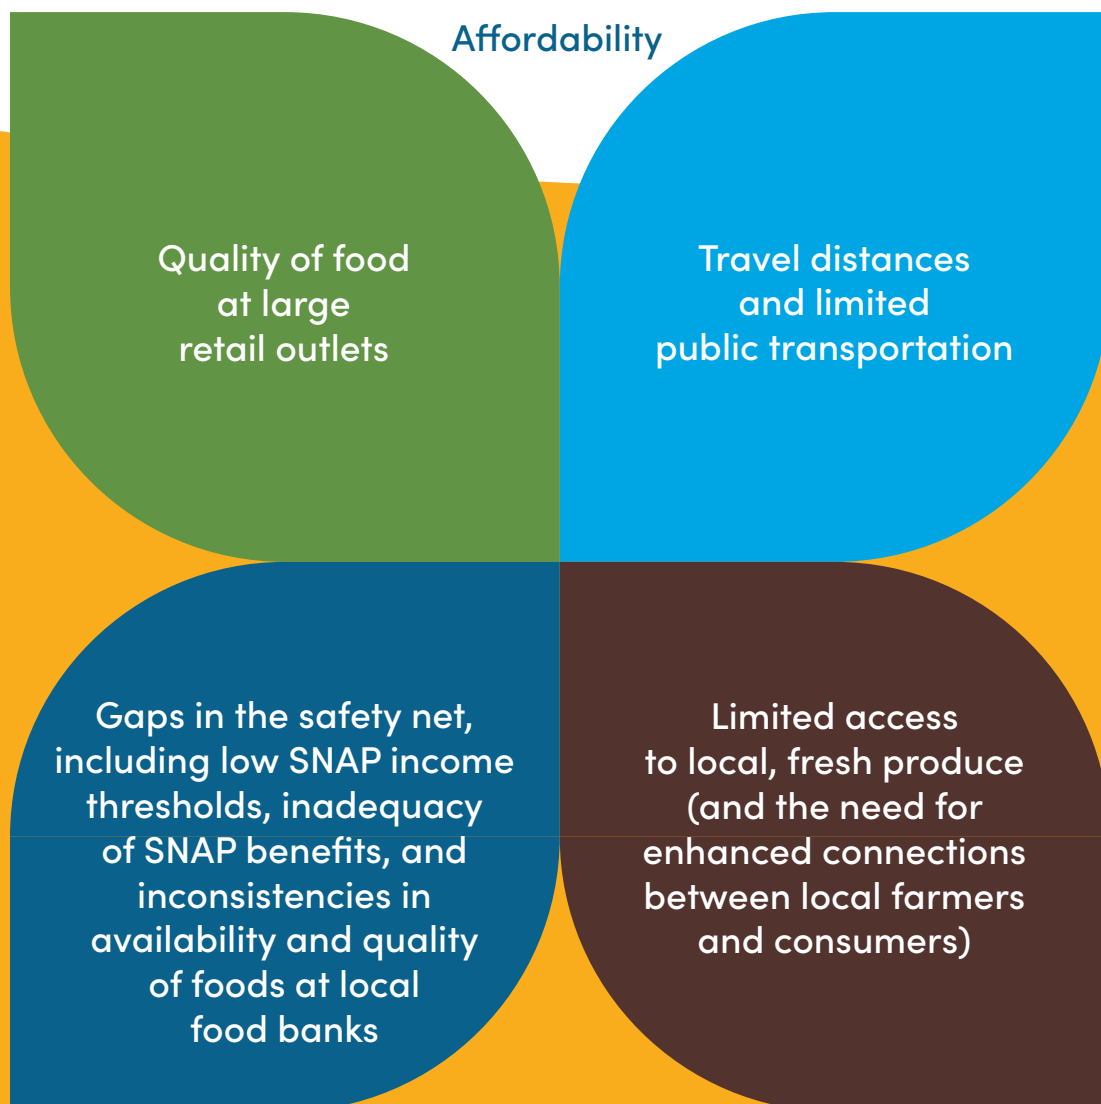 Affordability
Quality of food
at large
retail outlets
Travel distances
and limited
public transportation
Gaps in the safety net,
including low SNAP income
thresholds, inadequacy
of SNAP benefits, and
inconsistencies in
availability and quality
of foods at local
food banks
Limited access
to local, fresh produce
(and the need for
enhanced connections
between local farmers
and consumers)